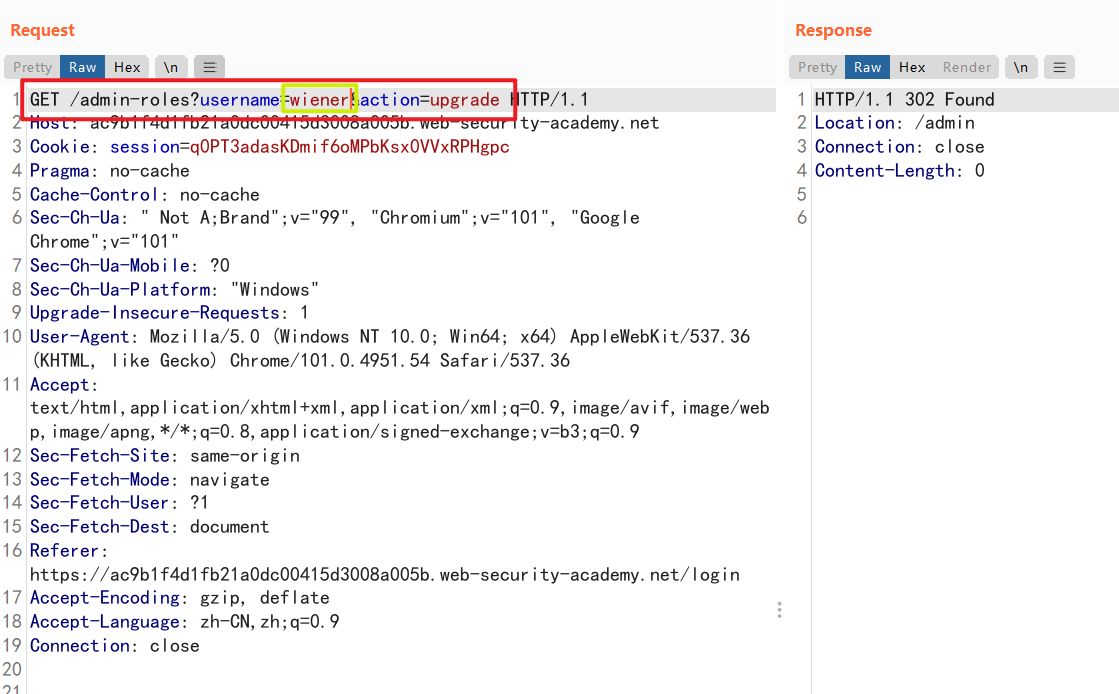 Request
Pretty Raw Hex \n
1 GET /admin-roles?username=wiener&action=upgrade HTTP/1.1
2 Host: ac9b1f4d1fb21a0dc00415d3008a005b.web-security-academy.net
3 Cookie: session=qOPT3adasKDmif6oMPbKsxOVVxRPHgpc
4 Pragma: no-cache
5 Cache-Control: no-cache
6 Sec-Ch-Ua: " Not A;Brand";v="99", "Chromium";v="101", "Google
Chrome";v="101"
7 Sec-Ch-Ua-Mobile: ?0
8 Sec-Ch-Ua-Platform: "Windows"
9 Upgrade-Insecure-Requests: 1
10 User-Agent: Mozilla/5.0 (Windows NT 10.0; Win64; x64) AppleWebKit/537.36
(KHTML, like Gecko) Chrome/101.0.4951.54 Safari/537.36
11 Accept:
text/html,application/xhtml+xml,application/xml;q=0.9,image/avif,image/web
p,image/apng,*/*;q=0.8,application/signed-exchange;v=b3;q=0.9
12 Sec-Fetch-Site: same-origin
13 Sec-Fetch-Mode: navigate
14 Sec-Fetch-User: ?1
15 Sec-Fetch-Dest: document
16 Referer:
https://ac9b1f4d1fb21a0dc00415d3008a005b.web-security-academy.net/login
17 Accept-Encoding: gzip, deflate
18 Accept-Language: zh-CN,zh;q=0.9
19 Connection: close
20
21
Response
Pretty Raw Hex Render \n
1 HTTP/1.1 302 Found
2 Location: /admin
3 Connection: close
4 Content-Length: 0
5
6